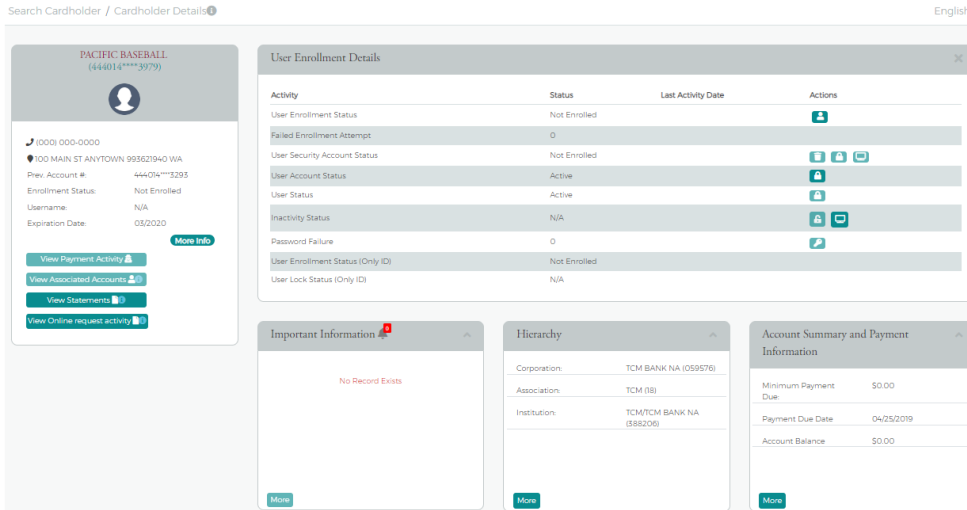 Search Cardholder / Cardholder Details
English
PACIFIC BASEBALL
(444014****3979)
(000) 000-0000
100 MAIN ST ANYTOWN 993621940 WA
Prev. Account #: 444014****3293
Enrollment Status: Not Enrolled
Username: N/A
Expiration Date: 03/2020
More Info
View Payment Activity
View Associated Accounts
View Statements
View Online request activity
User Enrollment Details
Activity Status Last Activity Date Actions
User Enrollment Status Not Enrolled
Failed Enrollment Attempt 0
User Security Account Status Not Enrolled
User Account Status Active
User Status Active
Inactivity Status N/A
Password Failure 0
User Enrollment Status (Only ID) Not Enrolled
User Lock Status (Only ID) N/A
Important Information
No Record Exists
More
Hierarchy
Corporation: TCM BANK NA (059576)
Association: TCM (18)
Institution: TCM/TCM BANK NA
(388206)
More
Account Summary and Payment
Information
Minimum Payment $0.00
Due:
Payment Due Date 04/25/2019
Account Balance $0.00
More